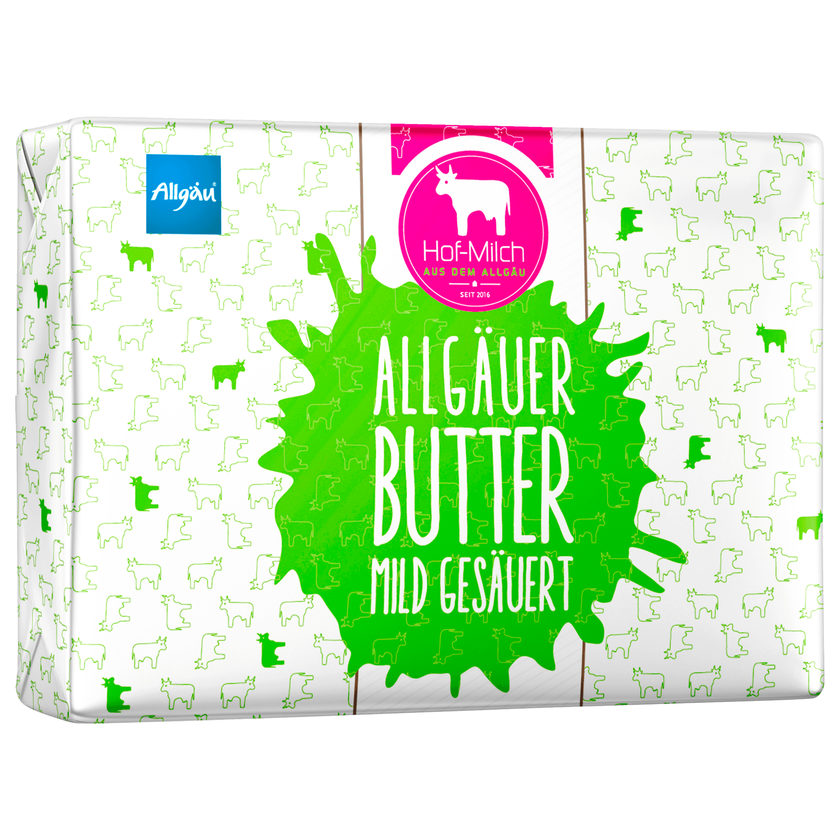 Allgäu®
Hof-Milch
AUS DEM ALLGÄU
SEIT 2016
ALLGÄUER
BUTTER
MILD GESÄUERT